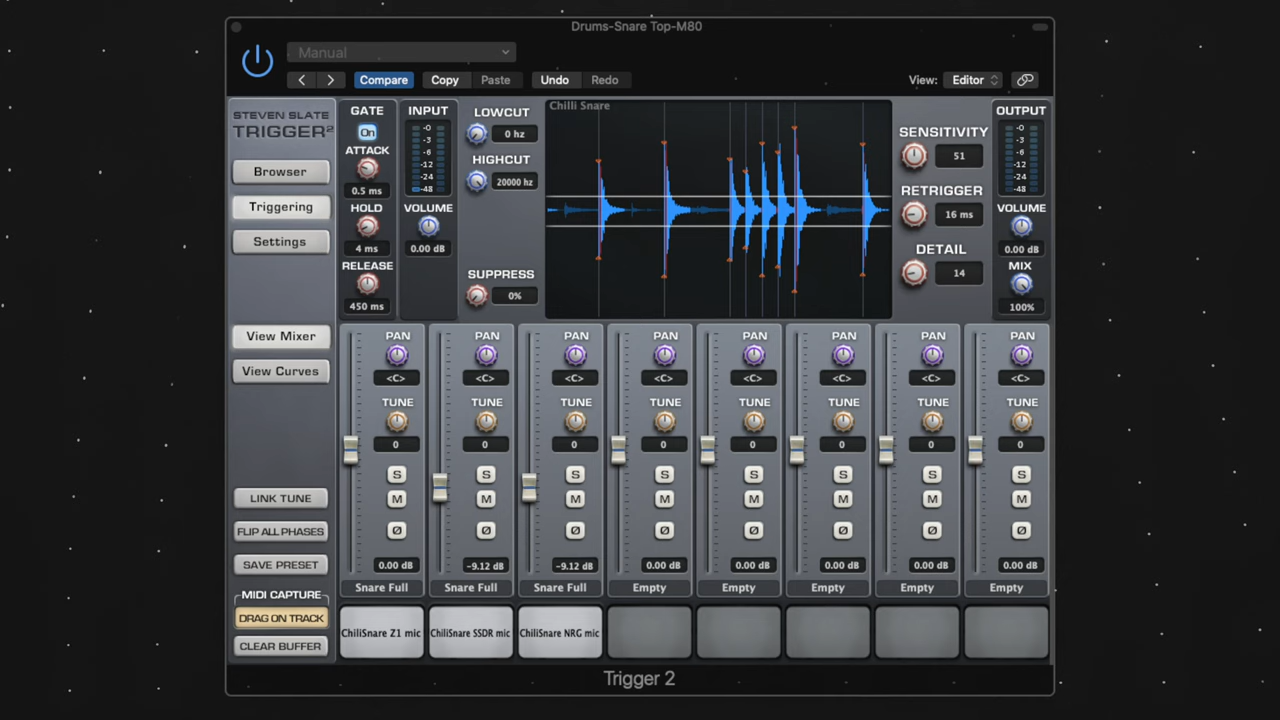 Drums-Snare Top-M80
Manual
Compare Copy Paste Undo Redo View: Editor
STEVEN SLATE
TRIGGER²
Browser
Triggering
Settings
View Mixer
View Curves
LINK TUNE
FLIP ALL PHASES
SAVE PRESET
MIDI CAPTURE
DRAG ON TRACK
CLEAR BUFFER
GATE
On
ATTACK
0.5 ms
HOLD
4 ms
RELEASE
450 ms
INPUT
-0
-3
-6
-12
-24
-48
VOLUME
0.00 dB
LOWCUT
0 hz
HIGHCUT
20000 hz
SUPPRESS
0%
Chilli Snare
SENSITIVITY
51
RETRIGGER
16 ms
DETAIL
14
OUTPUT
-0
-3
-6
-12
-24
-48
VOLUME
0.00 dB
MIX
100%
PAN PAN PAN PAN PAN PAN PAN PAN
<C> <C> <C> <C> <C> <C> <C> <C>
TUNE TUNE TUNE TUNE TUNE TUNE TUNE TUNE
0 0 0 0 0 0 0 0
S S S S S S S S
M M M M M M M M
Ø Ø Ø Ø Ø Ø Ø Ø
0.00 dB -9.12 dB -9.12 dB 0.00 dB 0.00 dB 0.00 dB 0.00 dB 0.00 dB
Snare Full Snare Full Snare Full Empty Empty Empty Empty Empty
ChiliSnare Z1 mic ChiliSnare SSDR mic ChiliSnare NRG mic
Trigger 2